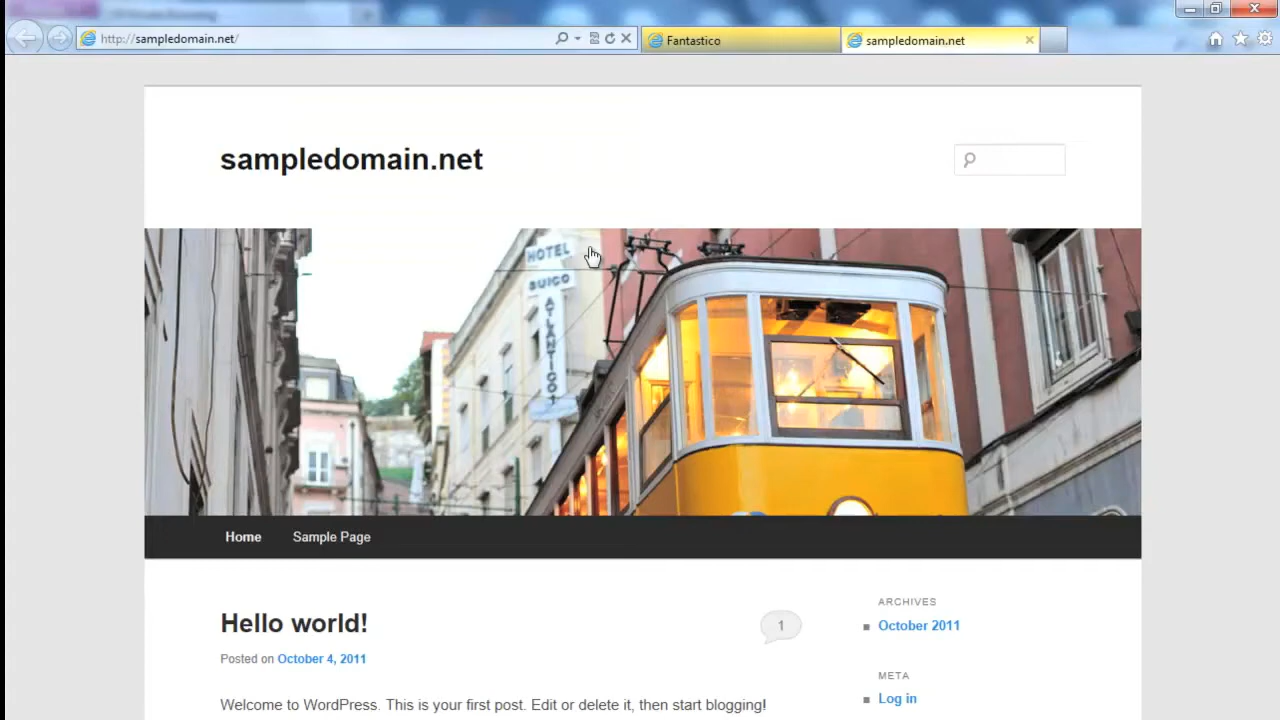 http://sampledomain.net/
Fantastico
sampledomain.net
sampledomain.net
HOTEL
SUIÇO
ATLANTICO
Home
Sample Page
Hello world!
1
Posted on October 4, 2011
Welcome to WordPress. This is your first post. Edit or delete it, then start blogging!
ARCHIVES
October 2011
META
Log in